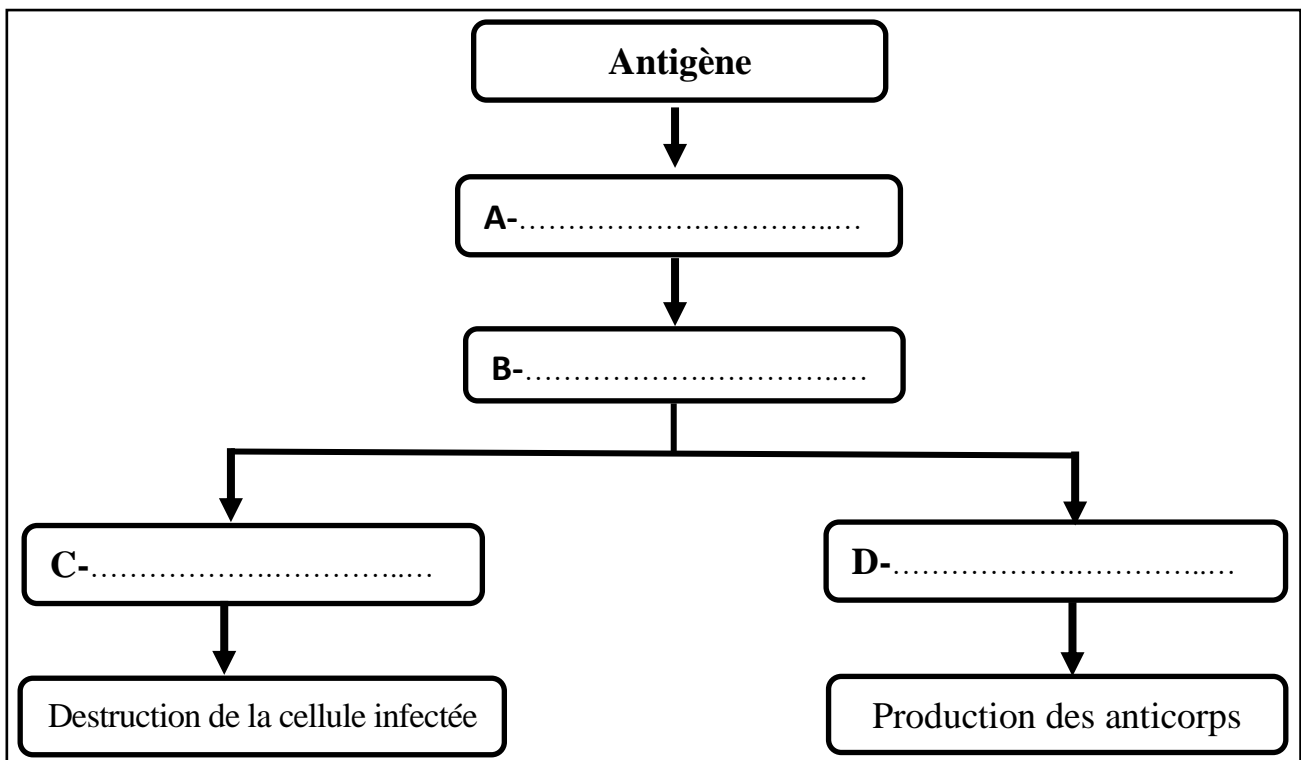 Antigène
A-……………….…………..…
B-……………….…………..…
C-……………….…………..…
D-……………….…………..…
Destruction de la cellule infectée
Production des anticorps